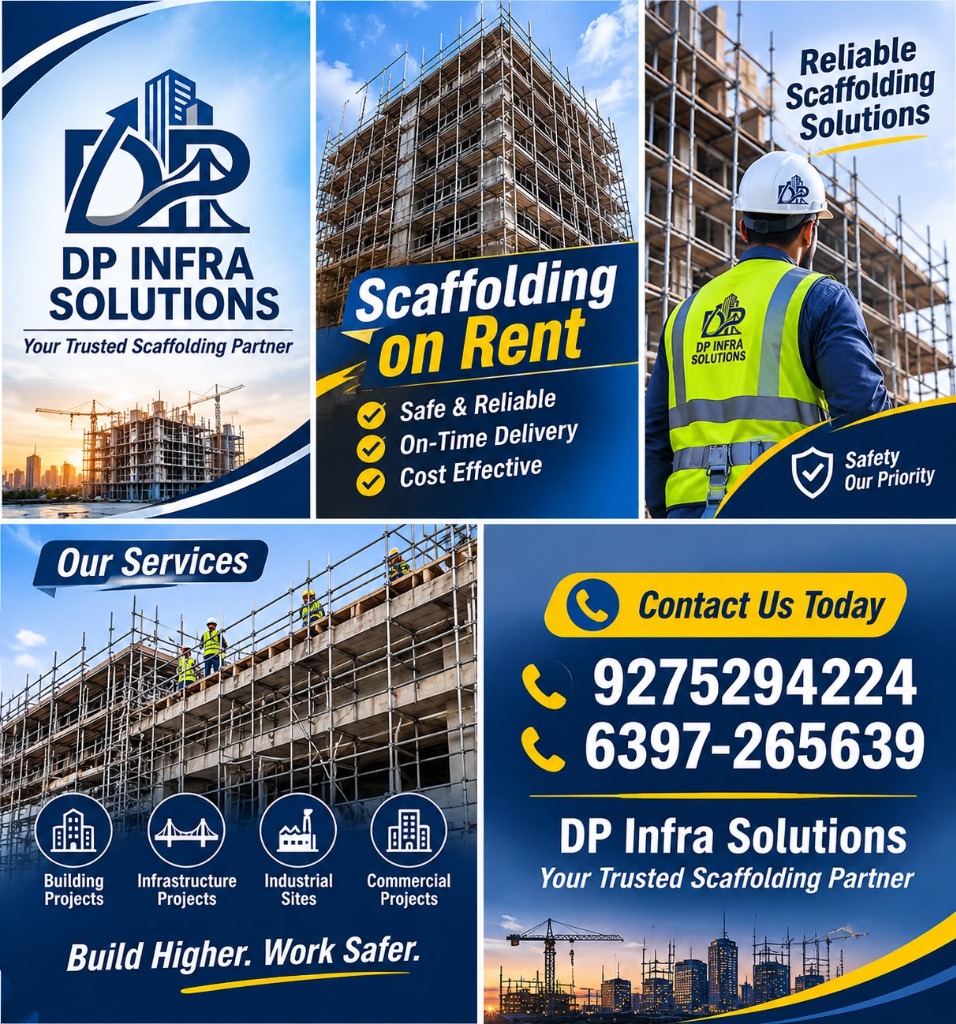 DP
DP INFRA
SOLUTIONS
Your Trusted Scaffolding Partner
Scaffolding
on Rent
Safe & Reliable
On-Time Delivery
Cost Effective
Reliable
Scaffolding
Solutions
DP INFRA
SOLUTIONS
Safety
Our Priority
Our Services
Building
Projects
Infrastructure
Projects
Industrial
Sites
Commercial
Projects
Build Higher. Work Safer.
Contact Us Today
9275294224
6397-265639
DP Infra Solutions
Your Trusted Scaffolding Partner